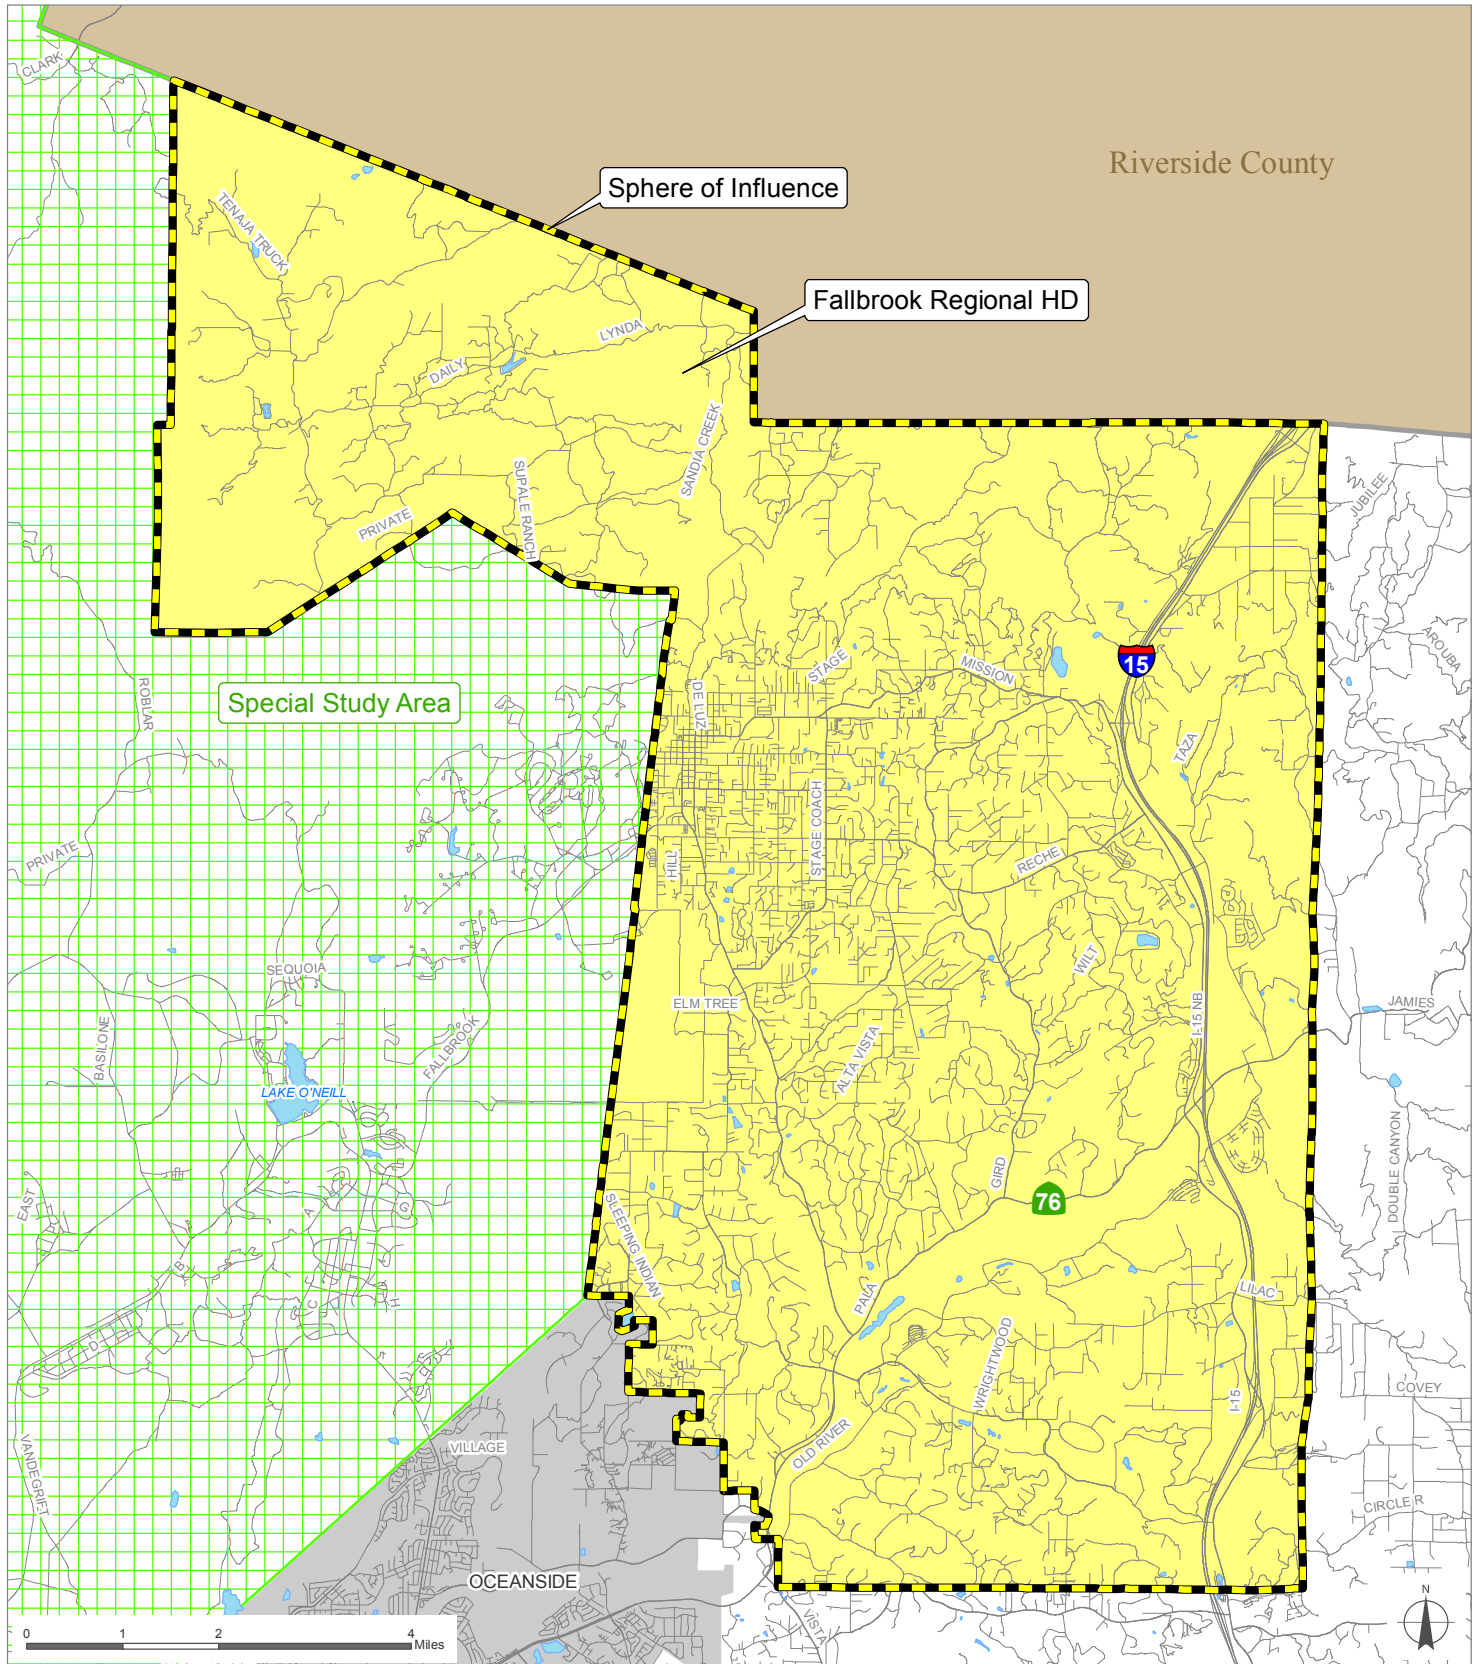 CLARK
Riverside County
Sphere of Influence
TENAJA TRUCK
Fallbrook Regional HD
LYNDA
DAILY
SANDIA CREEK
SUPALE RANCH
PRIVATE
JUBILEE
AROUBA
STAGE
MISSION
15
ROBLAR
Special Study Area
DE LUZ
TAZA
STAGE COACH
PRIVATE
HILL
RECHE
WILT
SEQUOIA
ELM TREE
I-15 NB
JAMIES
BASILONE
FALLBROOK
ALTA VISTA
LAKE O'NEILL
DOUBLE CANYON
GIRD
76
EAST
A
G
SLEEPING INDIAN
B
LILAC
C
H
PALA
D
WRIGHTWOOD
I-15
COVEY
OLD RIVER
VILLAGE
VANDEGRIFT
CIRCLE R
OCEANSIDE
VISTA
N
0 1 2 4
Miles